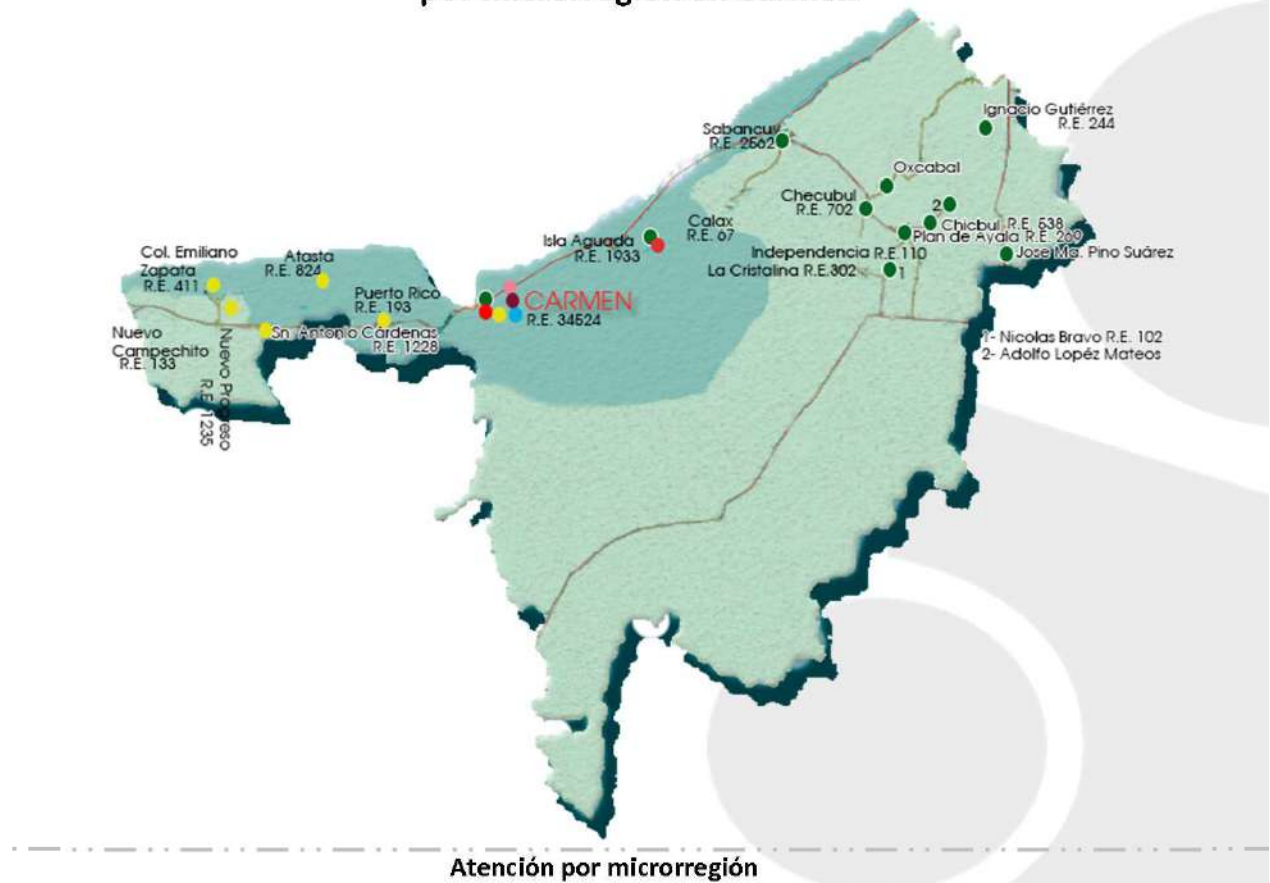 Ignacio Gutiérrez
R.E. 244
Sabancuy
R.E. 2562
Oxcabal
Checubul
R.E. 702
2
Calax
R.E. 67
Chicbul R.E. 538
Plan de Ayala R.E. 269
Isla Aguada
R.E. 1933
Independencia R.E.110
Jose Ma. Pino Suárez
La Cristalina R.E.302
1
Col. Emiliano
Zapata
R.E. 411
Atasta
R.E. 824
Puerto Rico
R.E. 193
CARMEN
R.E. 34524
Nuevo
Campechito
R.E. 133
Nuevo Progreso
R.E. 1235
Sn. Antonio Cárdenas
R.E. 1228
1- Nicolas Bravo R.E. 102
2- Adolfo Lopéz Mateos
Atención por microrregión